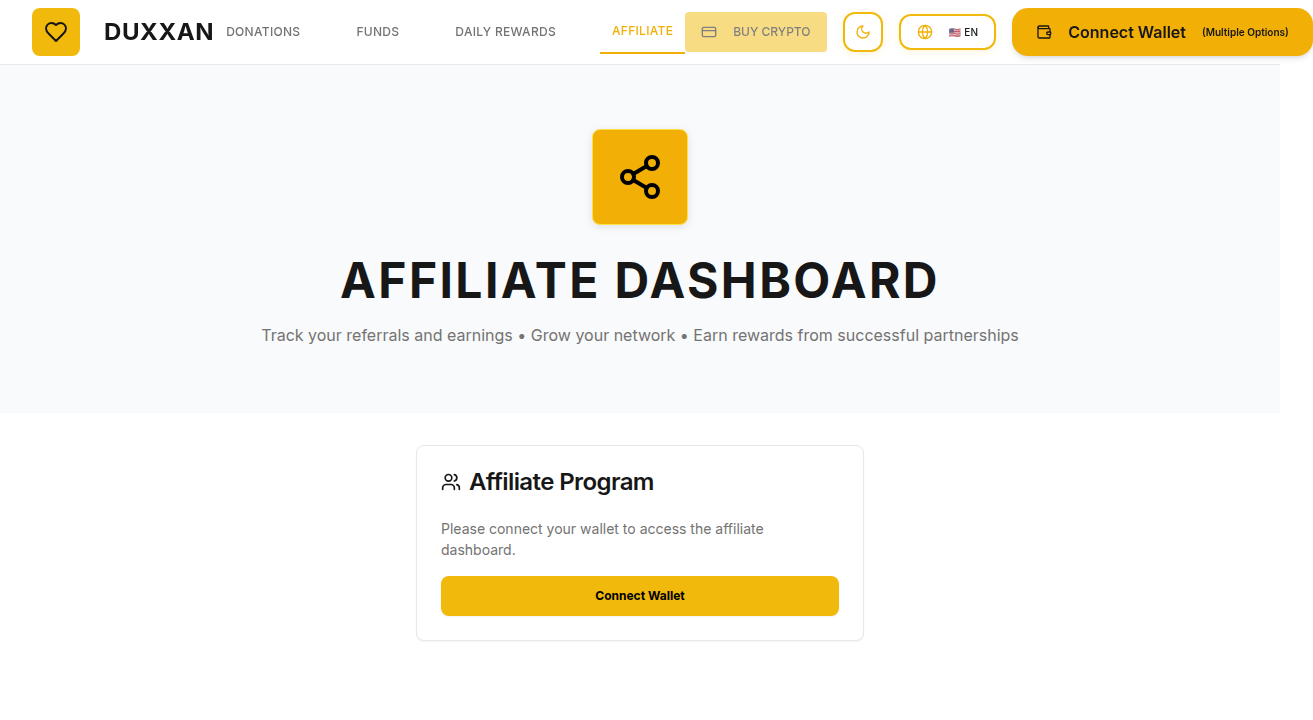 DUXXAN
DONATIONS
FUNDS
DAILY REWARDS
AFFILIATE
BUY CRYPTO
🇺🇸 EN
Connect Wallet (Multiple Options)
AFFILIATE DASHBOARD
Track your referrals and earnings • Grow your network • Earn rewards from successful partnerships
Affiliate Program
Please connect your wallet to access the affiliate
dashboard.
Connect Wallet